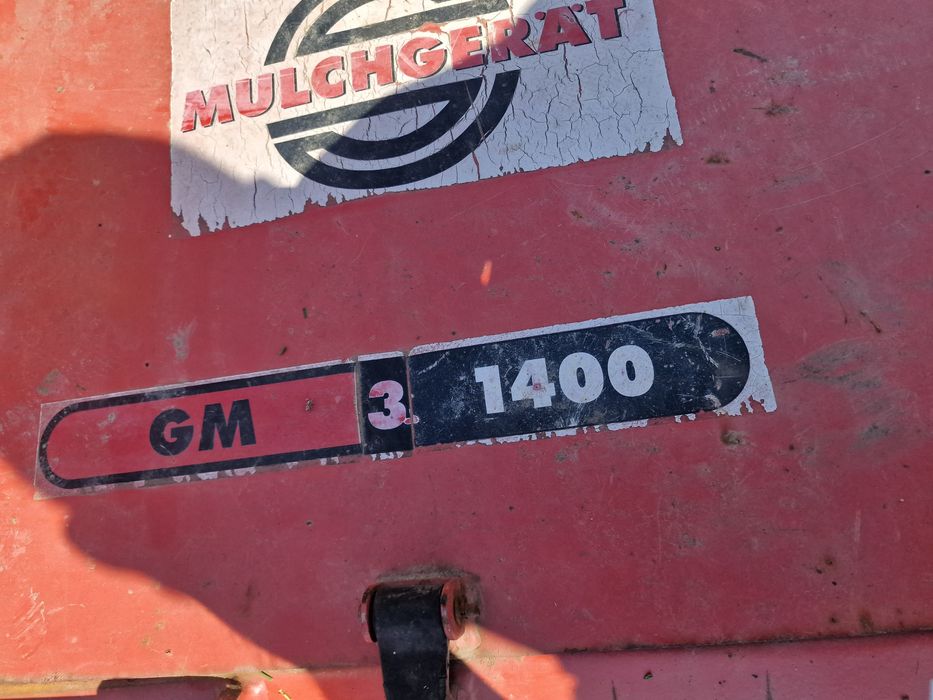 MULCHGERÄT
GM 3. 1400